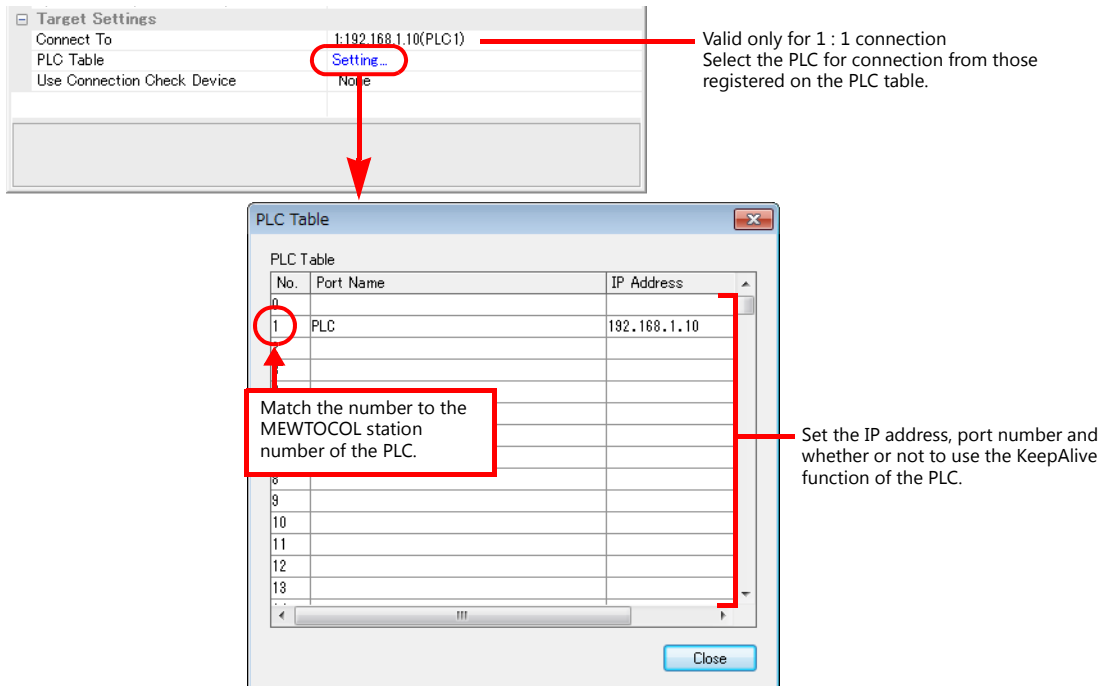 Target Settings
Connect To 1:192.168.1.10(PLC1)
PLC Table Setting...
Use Connection Check Device None
Valid only for 1 : 1 connection
Select the PLC for connection from those
registered on the PLC table.
PLC Table
PLC Table
No. Port Name IP Address
0
1 PLC 192.168.1.10
Match the number to the
MEWTOCOL station
number of the PLC.
8
9
10
11
12
13
Set the IP address, port number and
whether or not to use the KeepAlive
function of the PLC.
Close